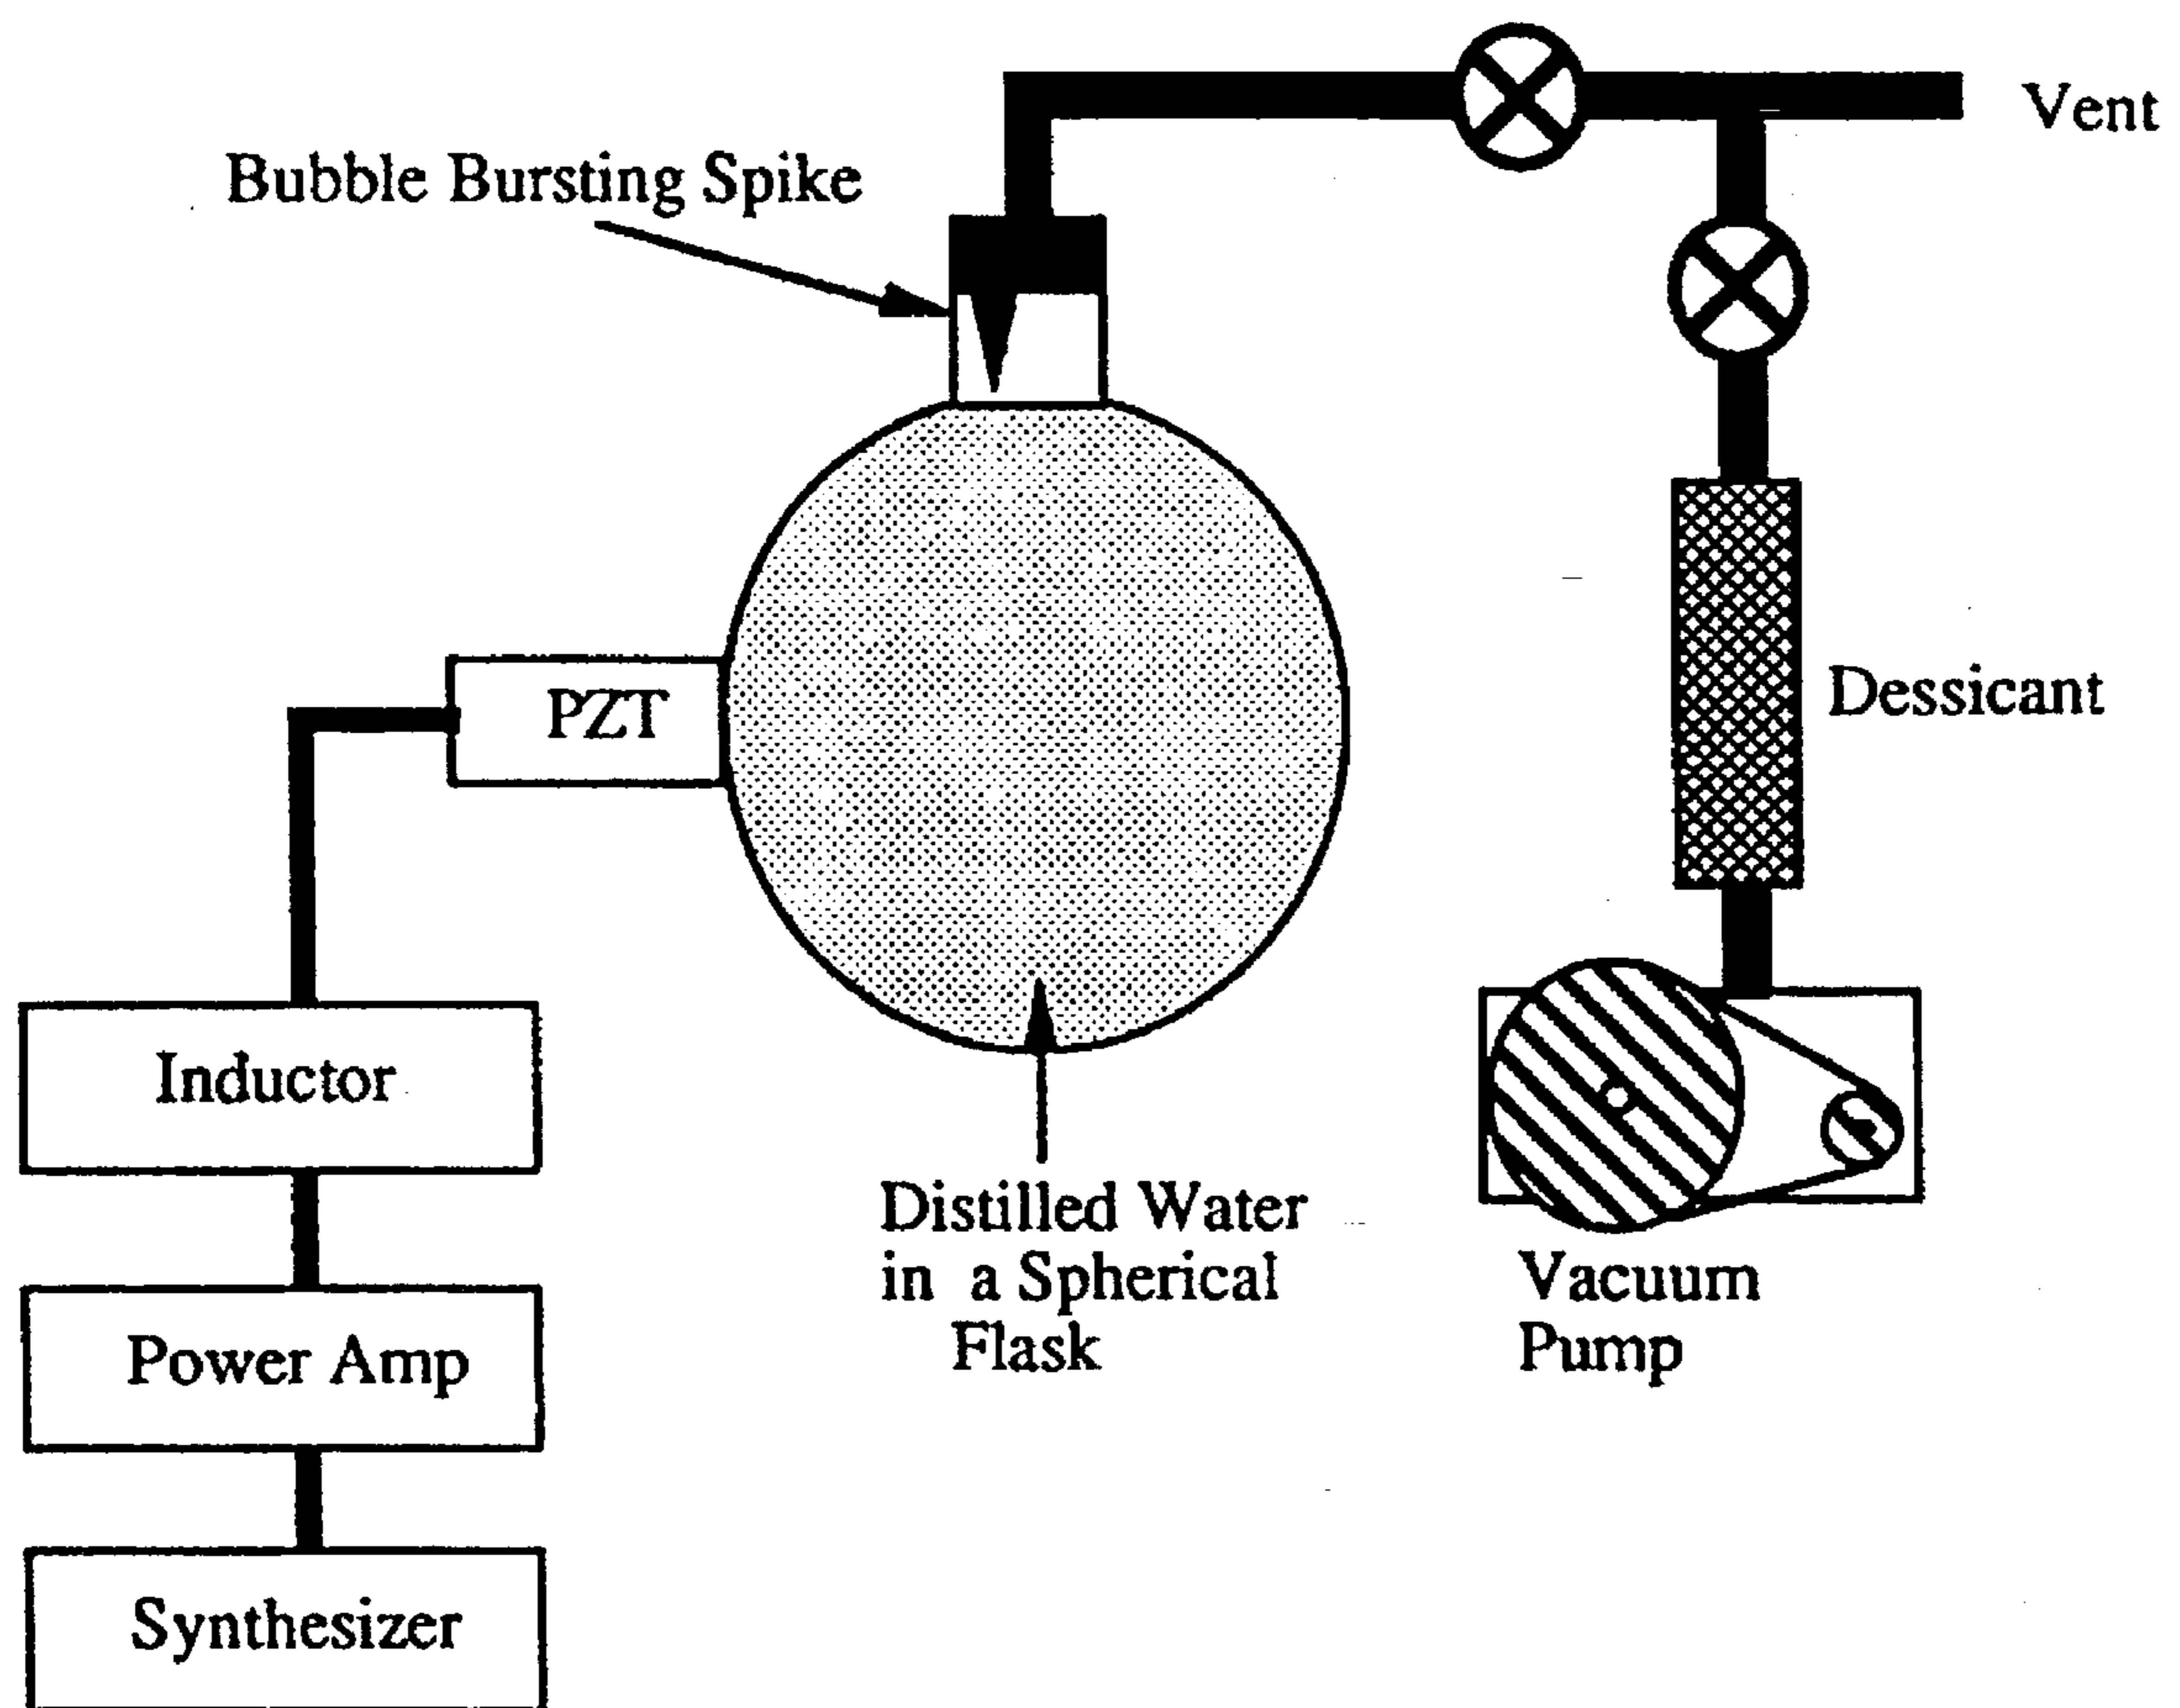 Vent
Bubble Bursting Spike
PZT
Dessicant
Inductor
Distilled Water
in a Spherical
Flask
Vacuum
Pump
Power Amp
Synthesizer